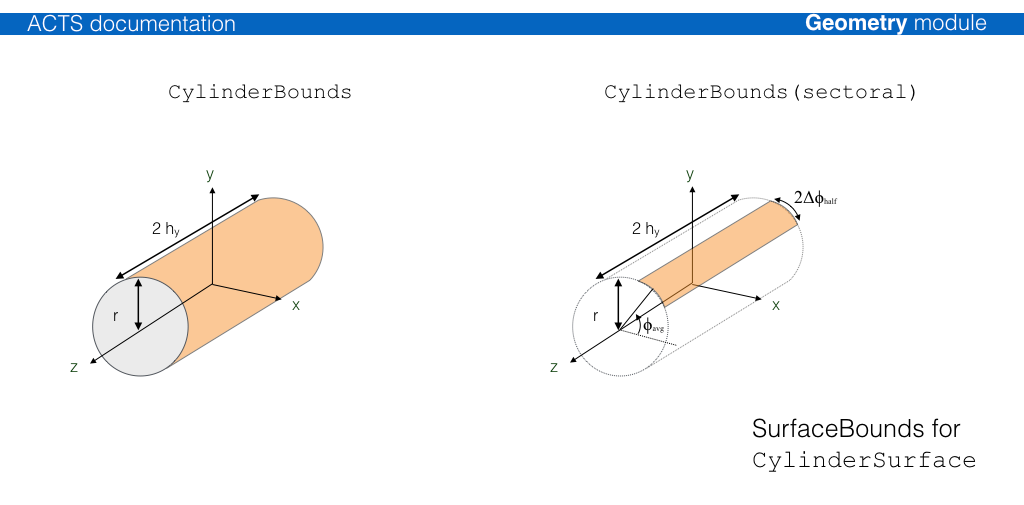 ACTS documentation
Geometry module
CylinderBounds
CylinderBounds(sectoral)
y
2 hy
r
x
z
y
2Δϕhalf
2 hy
r
ϕavg
x
z
SurfaceBounds for
CylinderSurface